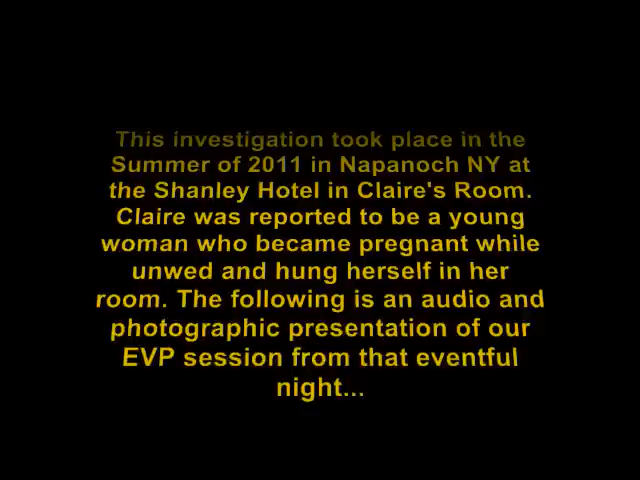 This investigation took place in the
Summer of 2011 in Napanoch NY at
the Shanley Hotel in Claire's Room.
Claire was reported to be a young
woman who became pregnant while
unwed and hung herself in her
room. The following is an audio and
photographic presentation of our
EVP session from that eventful
night...